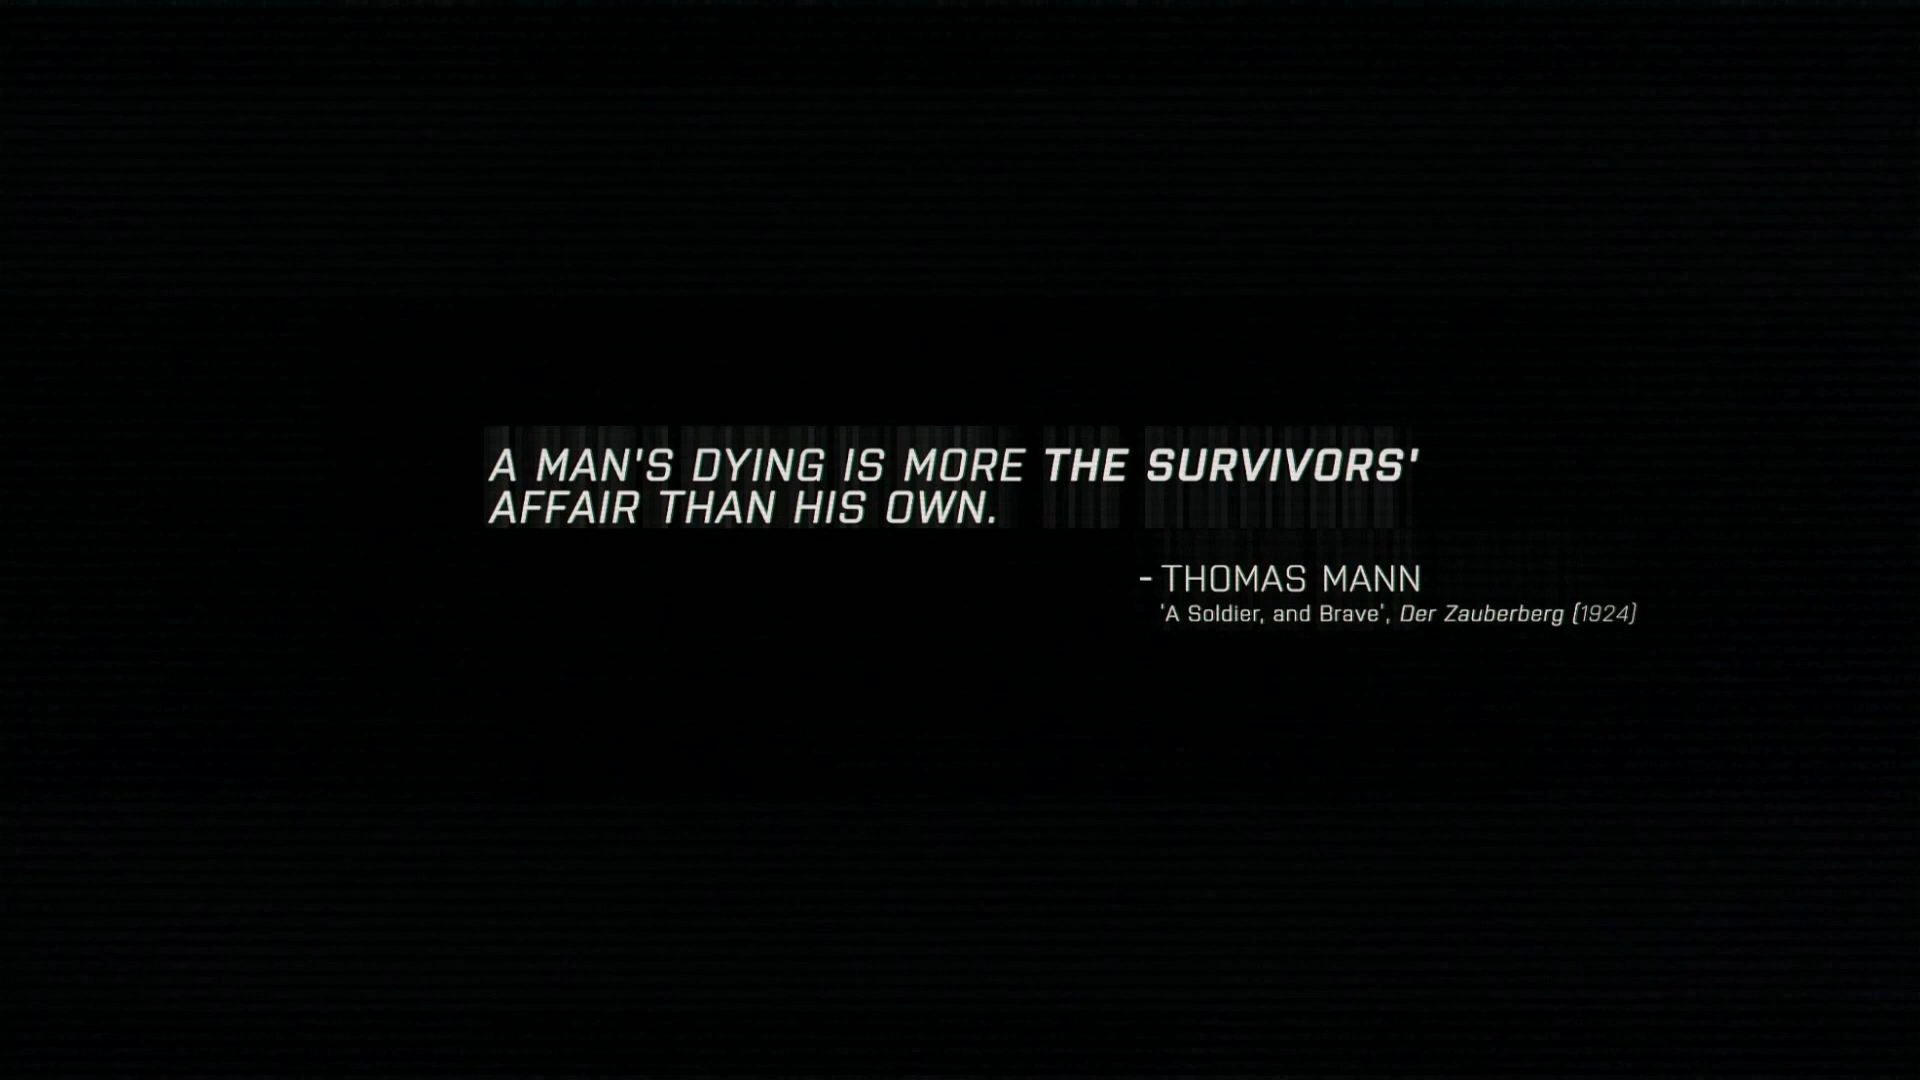 A MAN'S DYING IS MORE THE SURVIVORS'
AFFAIR THAN HIS OWN.
- THOMAS MANN
'A Soldier, and Brave', Der Zauberberg (1924)